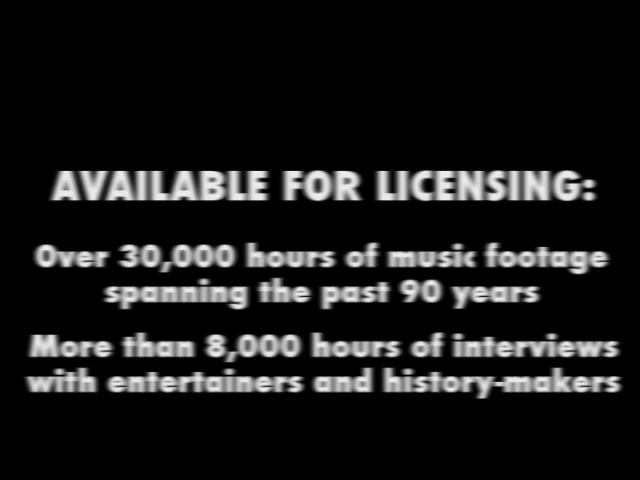 AVAILABLE FOR LICENSING:
Over 30,000 hours of music footage
spanning the past 90 years
More than 8,000 hours of interviews
with entertainers and history-makers